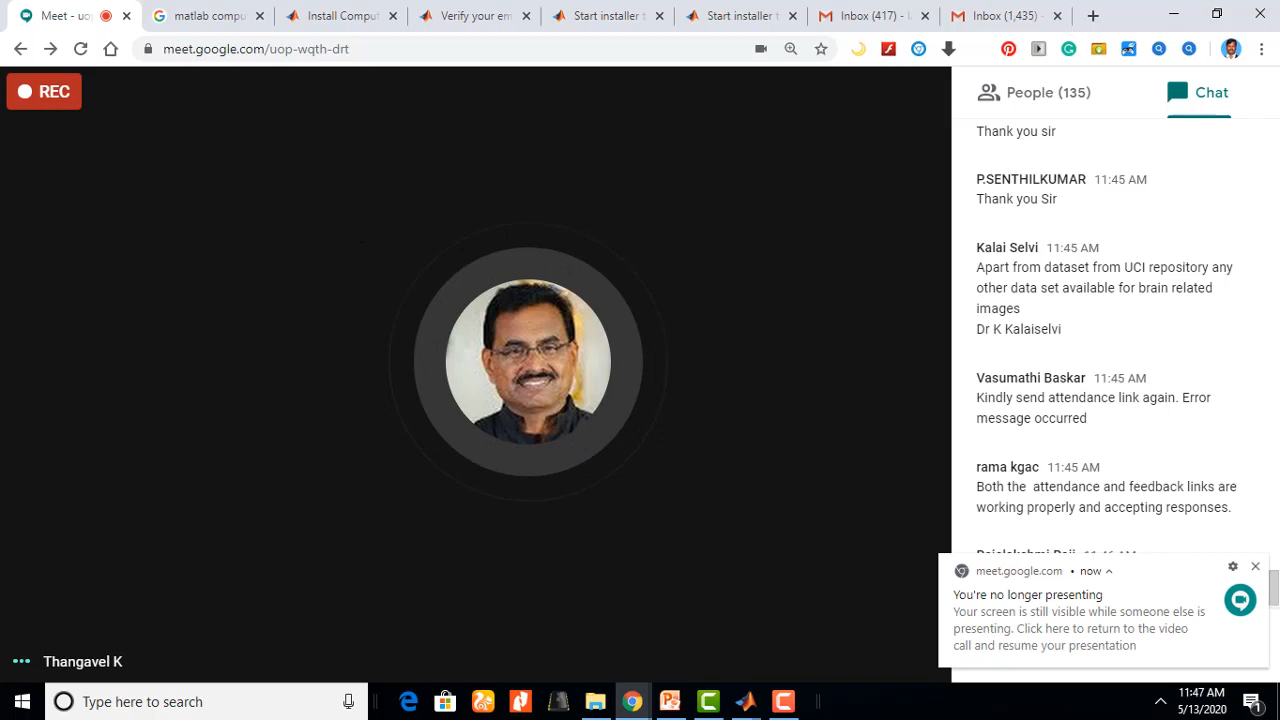 Meet - uop
matlab compu
Install Comput
Verify your em
Start installer t
Start installer t
Inbox (417) - l
Inbox (1,435) -
meet.google.com/uop-wqth-drt
REC
People (135)
Chat
Thank you sir
P.SENTHILKUMAR 11:45 AM
Thank you Sir
Kalai Selvi 11:45 AM
Apart from dataset from UCI repository any
other data set available for brain related
images
Dr K Kalaiselvi
Vasumathi Baskar 11:45 AM
Kindly send attendance link again. Error
message occurred
rama kgac 11:45 AM
Both the attendance and feedback links are
working properly and accepting responses.
meet.google.com • now
You're no longer presenting
Your screen is still visible while someone else is
presenting. Click here to return to the video
call and resume your presentation
Thangavel K
Type here to search
11:47 AM
5/13/2020